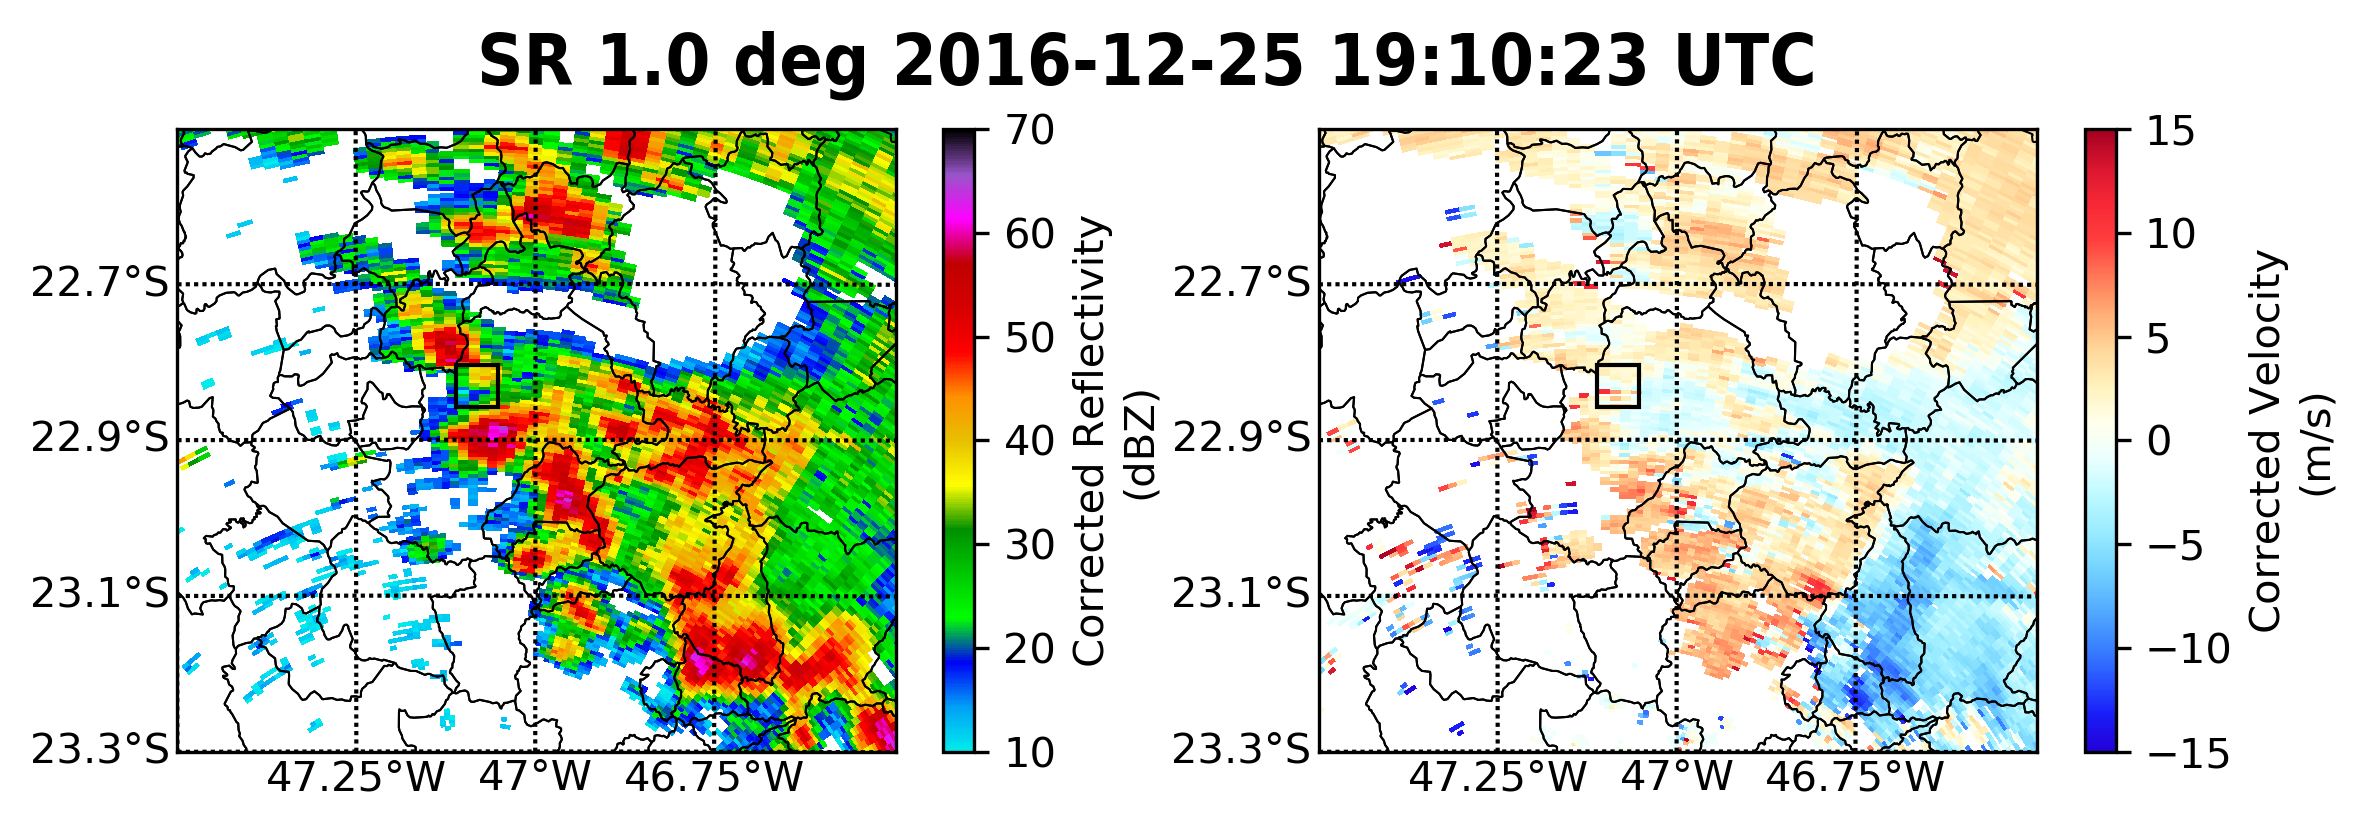 SR 1.0 deg 2016-12-25 19:10:23 UTC
22.7°S
22.9°S
23.1°S
23.3°S
47.25°W 47°W 46.75°W
70
60
50
40
30
20
10
Corrected Reflectivity
(dBZ)
22.7°S
22.9°S
23.1°S
23.3°S
47.25°W 47°W 46.75°W
15
10
5
0
−5
−10
−15
Corrected Velocity
(m/s)